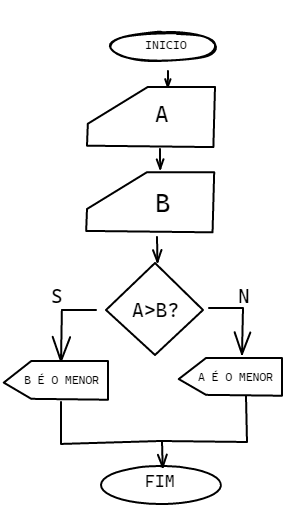 INICIO
A
B
A>B?
S
N
B É O MENOR
A É O MENOR
FIM